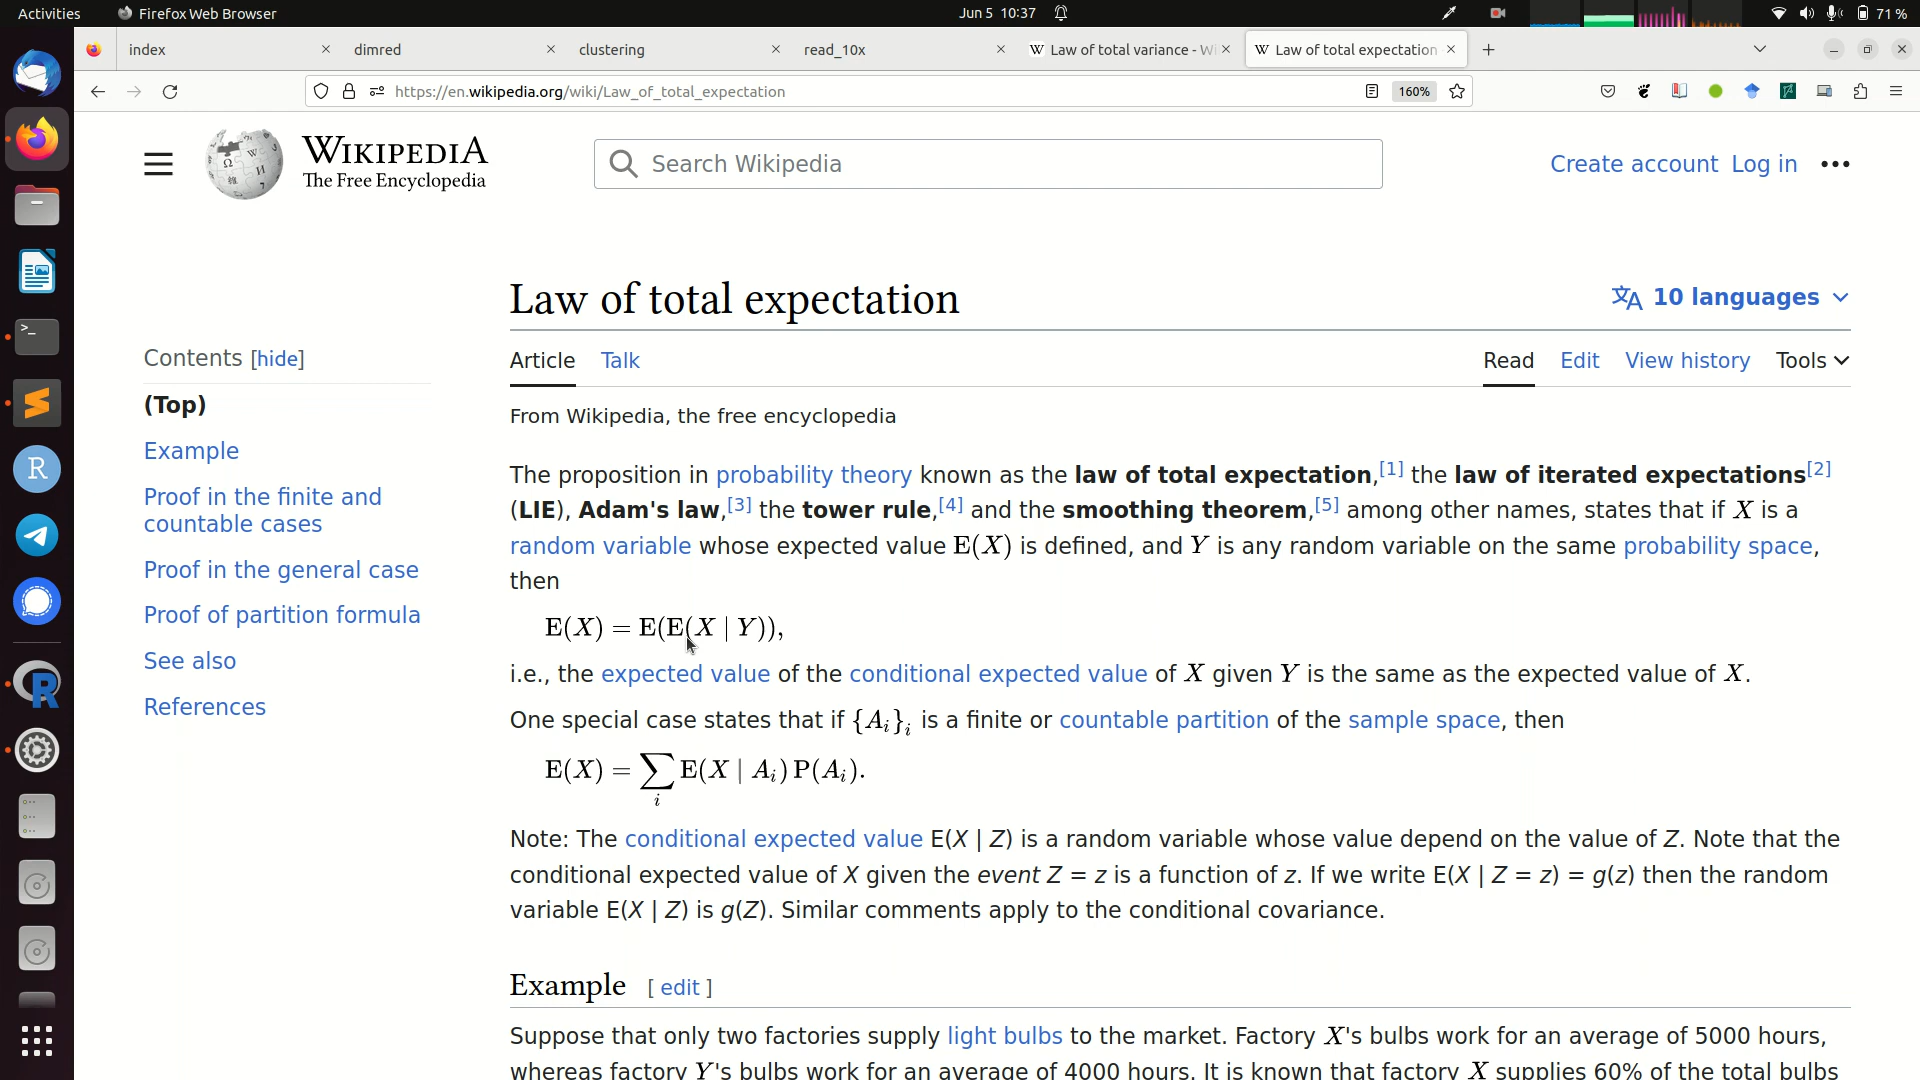 Activities Firefox Web Browser Jun 5 10:37 71 %
index dimred clustering read_10x Law of total variance - Wi Law of total expectation
https://en.wikipedia.org/wiki/Law_of_total_expectation 160%
WIKIPEDIA
The Free Encyclopedia
Search Wikipedia
Create account Log in
Law of total expectation
10 languages
Contents [hide]
(Top)
Example
Proof in the finite and
countable cases
Proof in the general case
Proof of partition formula
See also
References
Article Talk Read Edit View history Tools
From Wikipedia, the free encyclopedia
The proposition in probability theory known as the law of total expectation,[1] the law of iterated expectations[2]
(LIE), Adam's law,[3] the tower rule,[4] and the smoothing theorem,[5] among other names, states that if X is a
random variable whose expected value E(X) is defined, and Y is any random variable on the same probability space,
then
E(X) = E(E(X | Y)),
i.e., the expected value of the conditional expected value of X given Y is the same as the expected value of X.
One special case states that if {A_i}_i is a finite or countable partition of the sample space, then
E(X) = ∑_i E(X | A_i) P(A_i).
Note: The conditional expected value E(X | Z) is a random variable whose value depend on the value of Z. Note that the
conditional expected value of X given the event Z = z is a function of z. If we write E(X | Z = z) = g(z) then the random
variable E(X | Z) is g(Z). Similar comments apply to the conditional covariance.
Example [ edit ]
Suppose that only two factories supply light bulbs to the market. Factory X's bulbs work for an average of 5000 hours,
whereas factory Y's bulbs work for an average of 4000 hours. It is known that factory X supplies 60% of the total bulbs